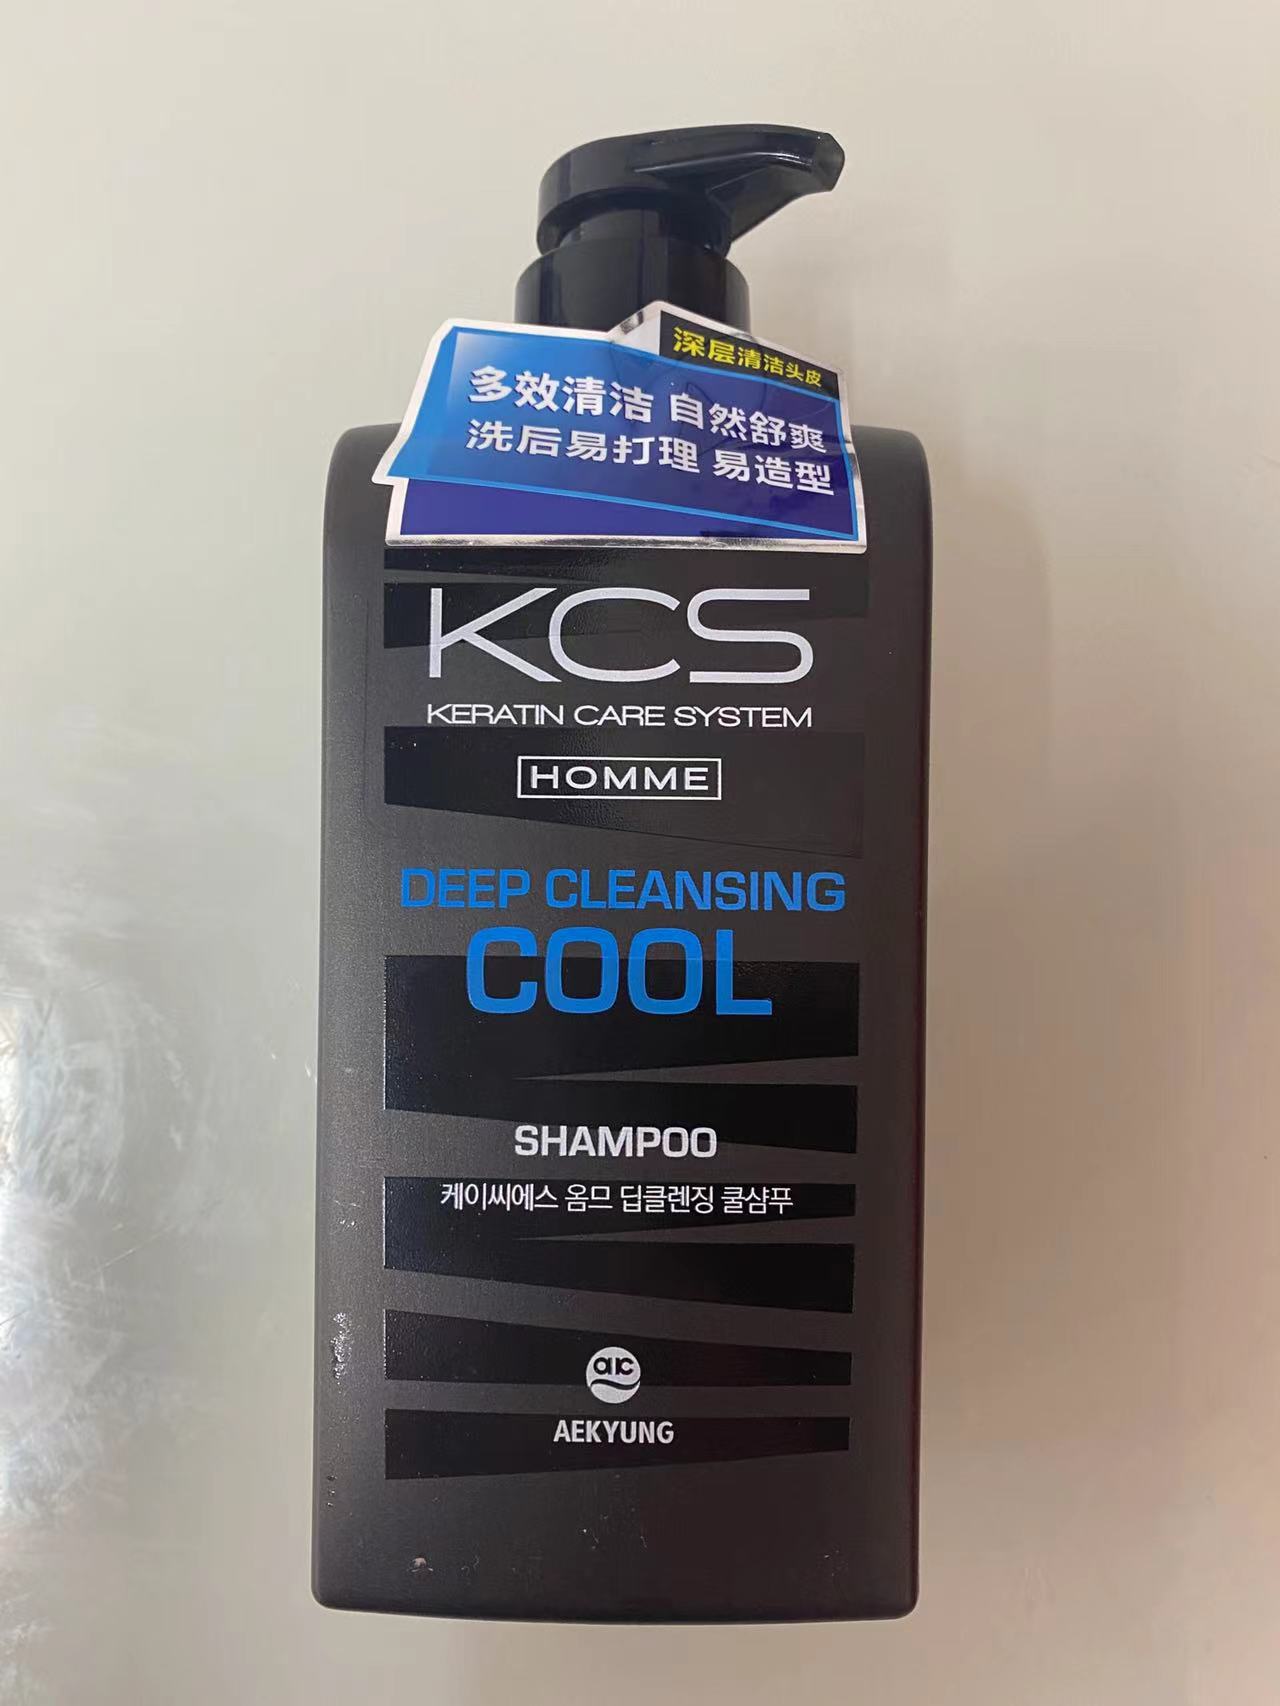 深层清洁头皮
多效清洁 自然舒爽
洗后易打理 易造型
KCS
KERATIN CARE SYSTEM
HOMME
DEEP CLEANSING
COOL
SHAMPOO
케이씨에스 옴므 딥클렌징 쿨샴푸
ak
AEKYUNG